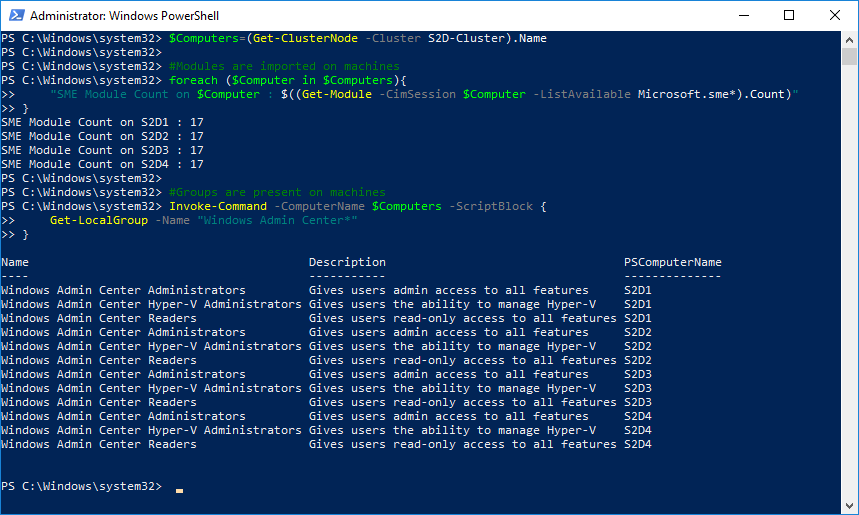 Administrator: Windows PowerShell
PS C:\Windows\system32> $Computers=(Get-ClusterNode -Cluster S2D-Cluster).Name
PS C:\Windows\system32>
PS C:\Windows\system32> #Modules are imported on machines
PS C:\Windows\system32> foreach ($Computer in $Computers){
>>     "SME Module Count on $Computer : $((Get-Module -CimSession $Computer -ListAvailable Microsoft.sme*).Count)"
>> }
SME Module Count on S2D1 : 17
SME Module Count on S2D2 : 17
SME Module Count on S2D3 : 17
SME Module Count on S2D4 : 17
PS C:\Windows\system32>
PS C:\Windows\system32> #Groups are present on machines
PS C:\Windows\system32> Invoke-Command -ComputerName $Computers -ScriptBlock {
>>     Get-LocalGroup -Name "Windows Admin Center*"
>> }
Name                                        Description                                  PSComputerName
----                                        -----------                                  --------------
Windows Admin Center Administrators         Gives users admin access to all features     S2D1
Windows Admin Center Hyper-V Administrators Gives users the ability to manage Hyper-V    S2D1
Windows Admin Center Readers                Gives users read-only access to all features S2D1
Windows Admin Center Administrators         Gives users admin access to all features     S2D2
Windows Admin Center Hyper-V Administrators Gives users the ability to manage Hyper-V    S2D2
Windows Admin Center Readers                Gives users read-only access to all features S2D2
Windows Admin Center Administrators         Gives users admin access to all features     S2D3
Windows Admin Center Hyper-V Administrators Gives users the ability to manage Hyper-V    S2D3
Windows Admin Center Readers                Gives users read-only access to all features S2D3
Windows Admin Center Administrators         Gives users admin access to all features     S2D4
Windows Admin Center Hyper-V Administrators Gives users the ability to manage Hyper-V    S2D4
Windows Admin Center Readers                Gives users read-only access to all features S2D4
PS C:\Windows\system32>